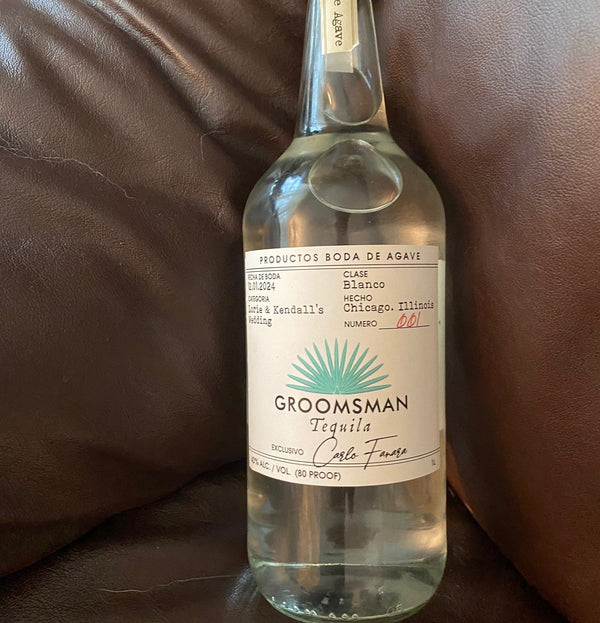 e Agave
PRODUCTOS BODA DE AGAVE
FECHA DE BODA
12.01.2024
CATEGORIA
Lorie & Kendall's
Wedding
CLASE
Blanco
HECHO
Chicago. Illinois
NUMERO 001
GROOMSMAN
Tequila
EXCLUSIVO Carlo Fanara
40% ALC. / VOL. (80 PROOF) 1L